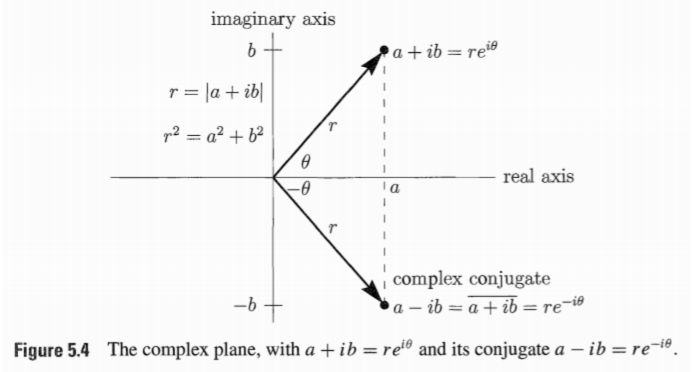 imaginary axis
b
a + ib = re^{iθ}
r = |a + ib|
r² = a² + b²
r
θ
real axis
−θ
a
r
complex conjugate
−b
a − ib = \overline{a + ib} = re^{−iθ}
Figure 5.4 The complex plane, with a + ib = re^{iθ} and its conjugate a − ib = re^{−iθ}.